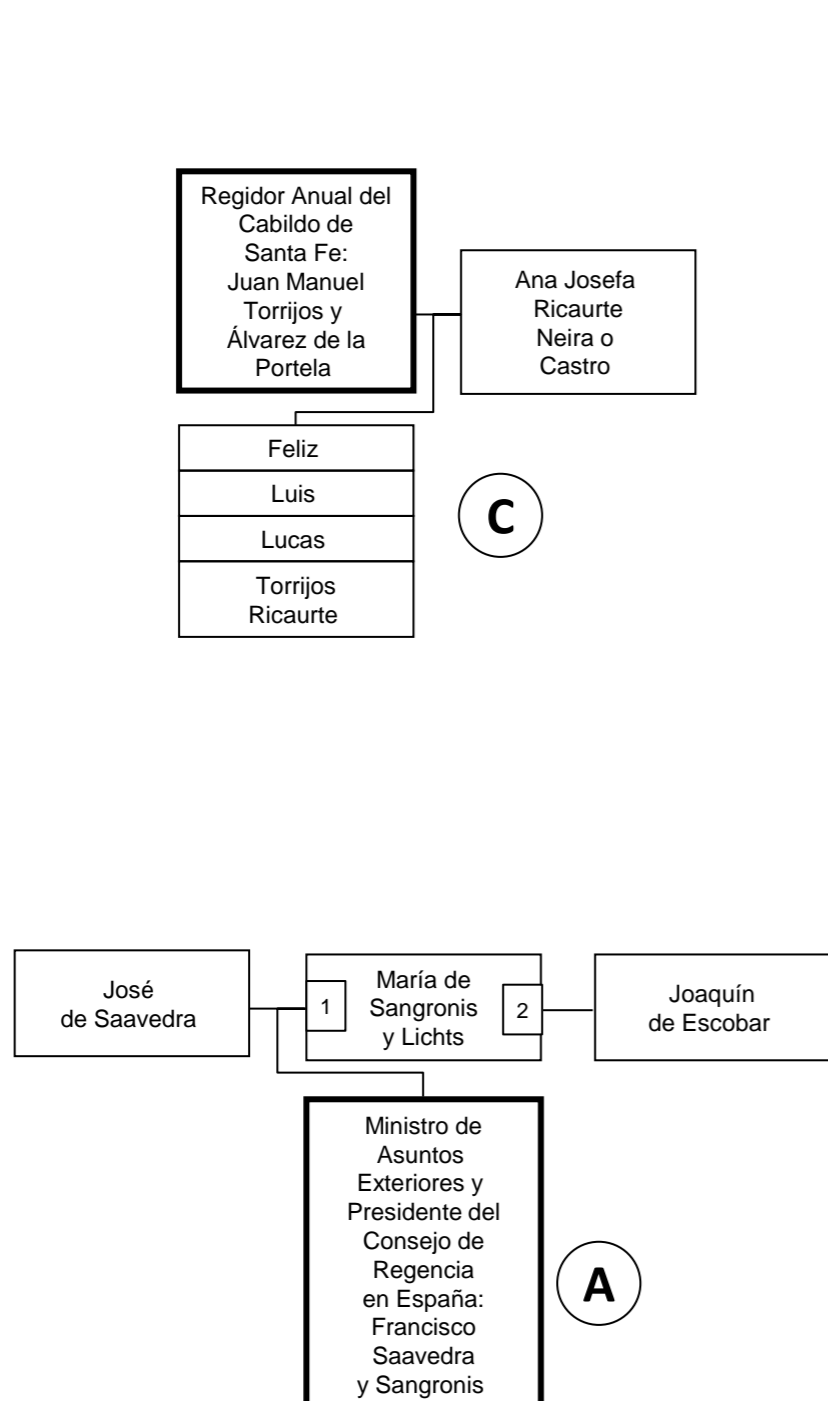 Regidor Anual del
Cabildo de
Santa Fe:
Juan Manuel
Torrijos y
Álvarez de la
Portela
Ana Josefa
Ricaurte
Neira o
Castro
Feliz
Luis
Lucas
Torrijos
Ricaurte
C
José
de Saavedra
1
María de
Sangronis
y Lichts
2
Joaquín
de Escobar
Ministro de
Asuntos
Exteriores y
Presidente del
Consejo de
Regencia
en España:
Francisco
Saavedra
y Sangronis
A